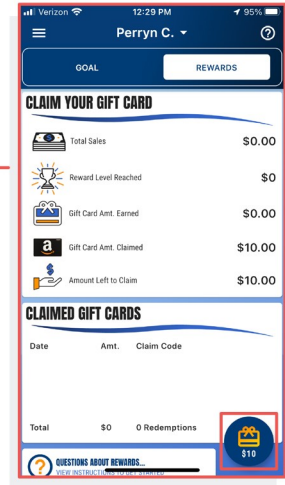 Verizon 12:29 PM 95%
Perryn C.
GOAL REWARDS
CLAIM YOUR GIFT CARD
Total Sales $0.00
Reward Level Reached $0
Gift Card Amt. Earned $0.00
a Gift Card Amt. Claimed $10.00
Amount Left to Claim $10.00
CLAIMED GIFT CARDS
Date Amt. Claim Code
Total $0 0 Redemptions
$10
QUESTIONS ABOUT REWARDS...
VIEW INSTRUCTIONS TO GET STARTED